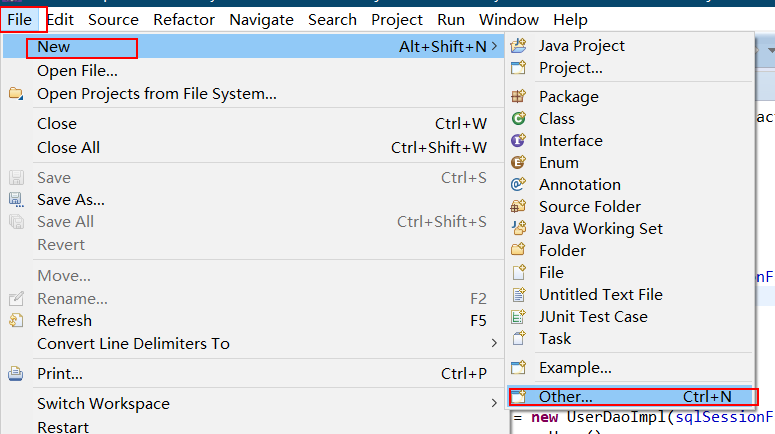 File Edit Source Refactor Navigate Search Project Run Window Help
New Alt+Shift+N
Open File...
Open Projects from File System...
Close Ctrl+W
Close All Ctrl+Shift+W
Save Ctrl+S
Save As...
Save All Ctrl+Shift+S
Revert
Move...
Rename... F2
Refresh F5
Convert Line Delimiters To
Print... Ctrl+P
Switch Workspace
Restart
Java Project
Project...
Package
Class
Interface
Enum
Annotation
Source Folder
Java Working Set
Folder
File
Untitled Text File
JUnit Test Case
Task
Example...
Other... Ctrl+N
= new UserDaoImpl(sqlSessionF